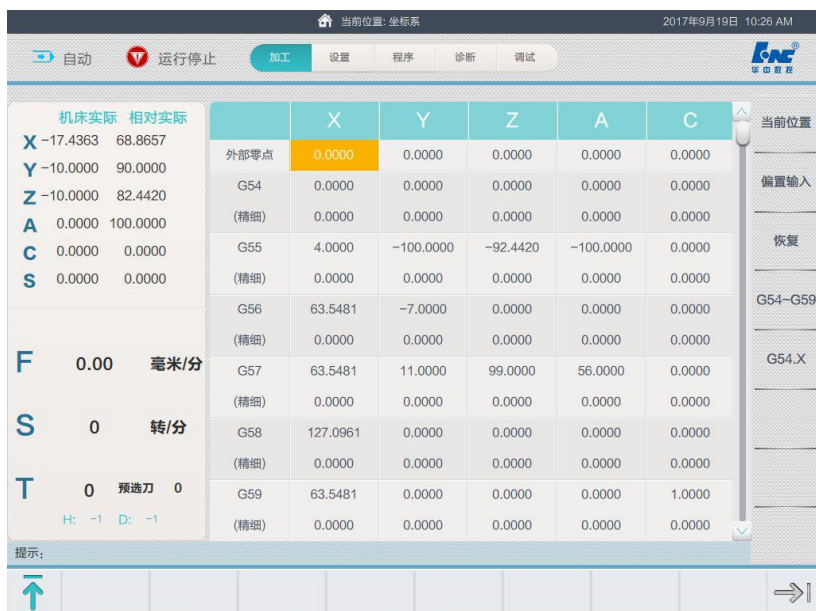 当前位置: 坐标系
2017年9月19日 10:26 AM
自动
运行停止
加工 设置 程序 诊断 调试
HNC®
华中数控
机床实际 相对实际
X -17.4363 68.8657
Y -10.0000 90.0000
Z -10.0000 82.4420
A 0.0000 100.0000
C 0.0000 0.0000
S 0.0000 0.0000
F 0.00 毫米/分
S 0 转/分
T 0 预选刀 0
H: -1 D: -1
X Y Z A C
外部零点 0.0000 0.0000 0.0000 0.0000 0.0000
G54 0.0000 0.0000 0.0000 0.0000 0.0000
(精细) 0.0000 0.0000 0.0000 0.0000 0.0000
G55 4.0000 -100.0000 -92.4420 -100.0000 0.0000
(精细) 0.0000 0.0000 0.0000 0.0000 0.0000
G56 63.5481 -7.0000 0.0000 0.0000 0.0000
(精细) 0.0000 0.0000 0.0000 0.0000 0.0000
G57 63.5481 11.0000 99.0000 56.0000 0.0000
(精细) 0.0000 0.0000 0.0000 0.0000 0.0000
G58 127.0961 0.0000 0.0000 0.0000 0.0000
(精细) 0.0000 0.0000 0.0000 0.0000 0.0000
G59 63.5481 0.0000 0.0000 0.0000 1.0000
(精细) 0.0000 0.0000 0.0000 0.0000 0.0000
当前位置
偏置输入
恢复
G54~G59
G54.X
提示: